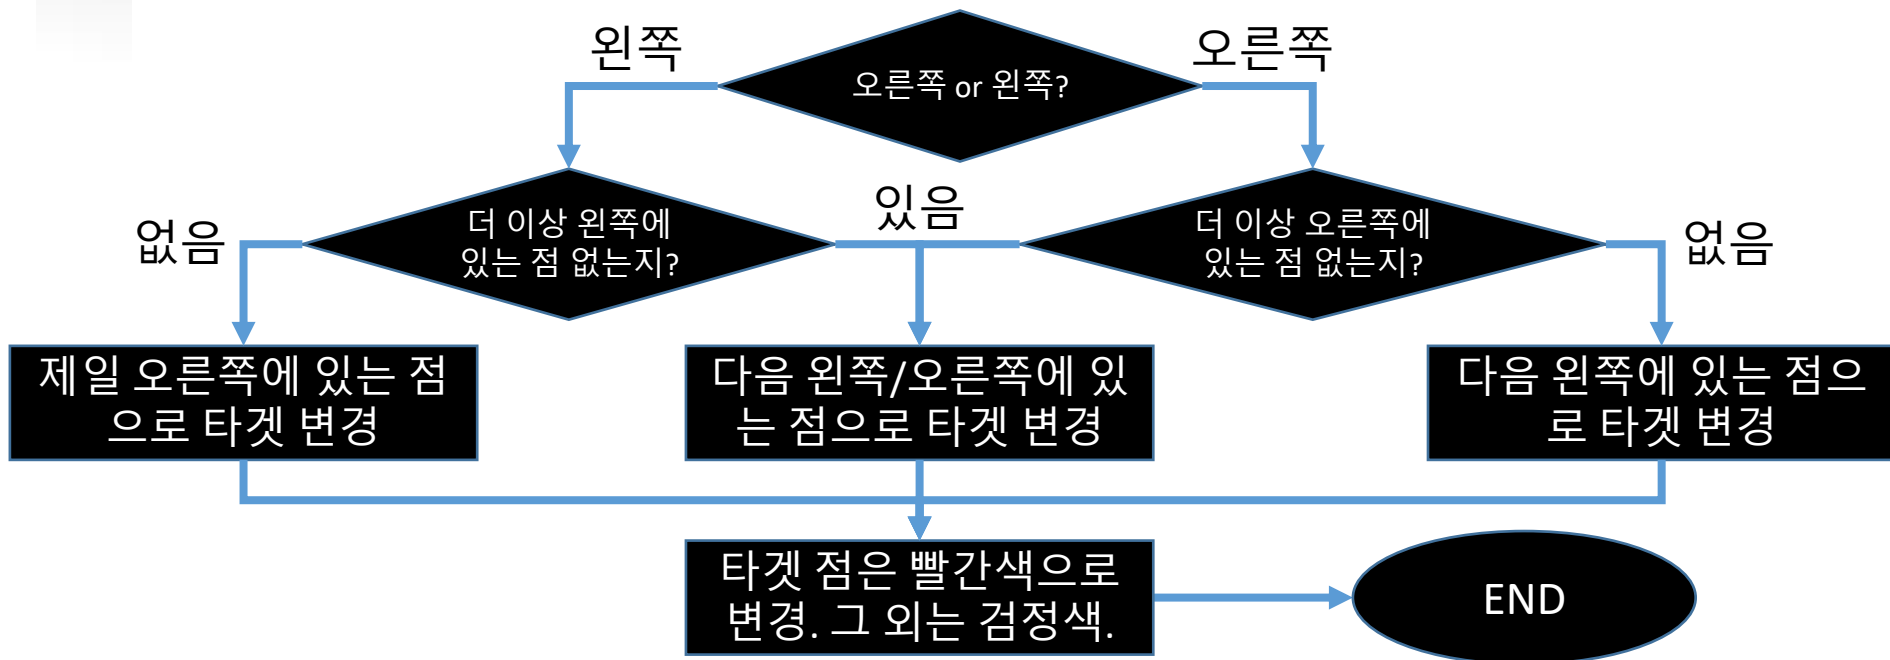 왼쪽
오른쪽
오른쪽 or 왼쪽?
없음
더 이상 왼쪽에
있는 점 없는지?
있음
더 이상 오른쪽에
있는 점 없는지?
없음
제일 오른쪽에 있는 점
으로 타겟 변경
다음 왼쪽/오른쪽에 있
는 점으로 타겟 변경
다음 왼쪽에 있는 점으
로 타겟 변경
타겟 점은 빨간색으로
변경. 그 외는 검정색.
END